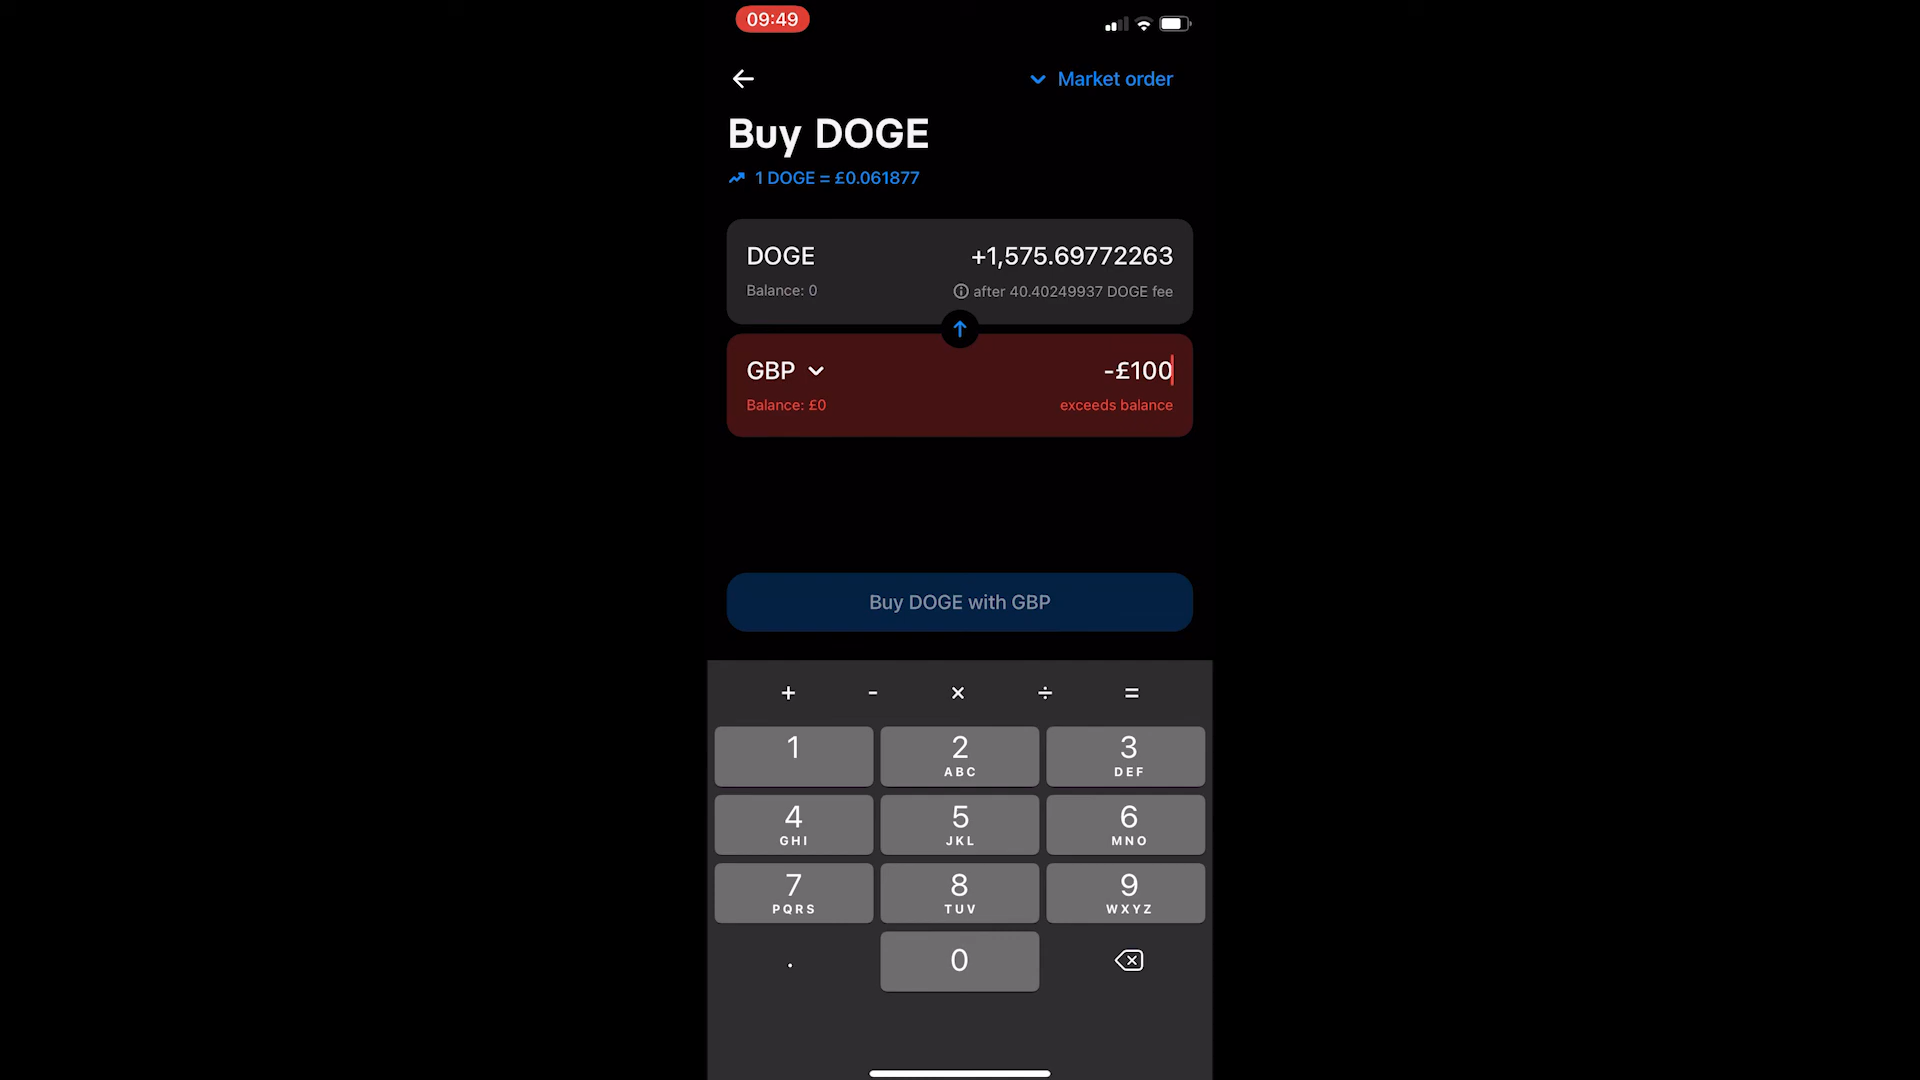 09:49
Market order
Buy DOGE
1 DOGE = £0.061877
DOGE +1,575.69772263
Balance: 0 after 40.40249937 DOGE fee
GBP -£100
Balance: £0 exceeds balance
Buy DOGE with GBP
+ - × ÷ =
1 2 3
ABC DEF
4 5 6
GHI JKL MNO
7 8 9
PQRS TUV WXYZ
. 0